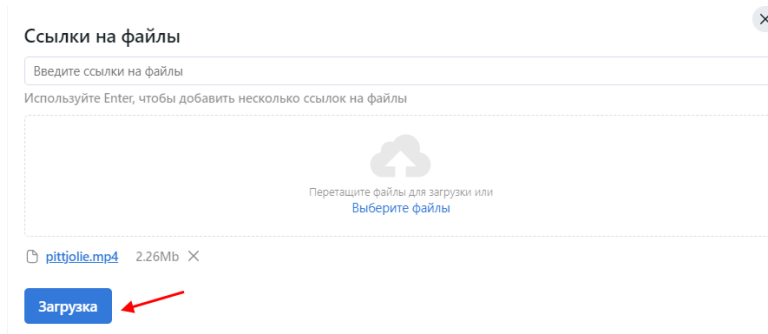 Ссылки на файлы
Введите ссылки на файлы
Используйте Enter, чтобы добавить несколько ссылок на файлы
Перетащите файлы для загрузки или
Выберите файлы
pittjolie.mp4 2.26Mb
Загрузка